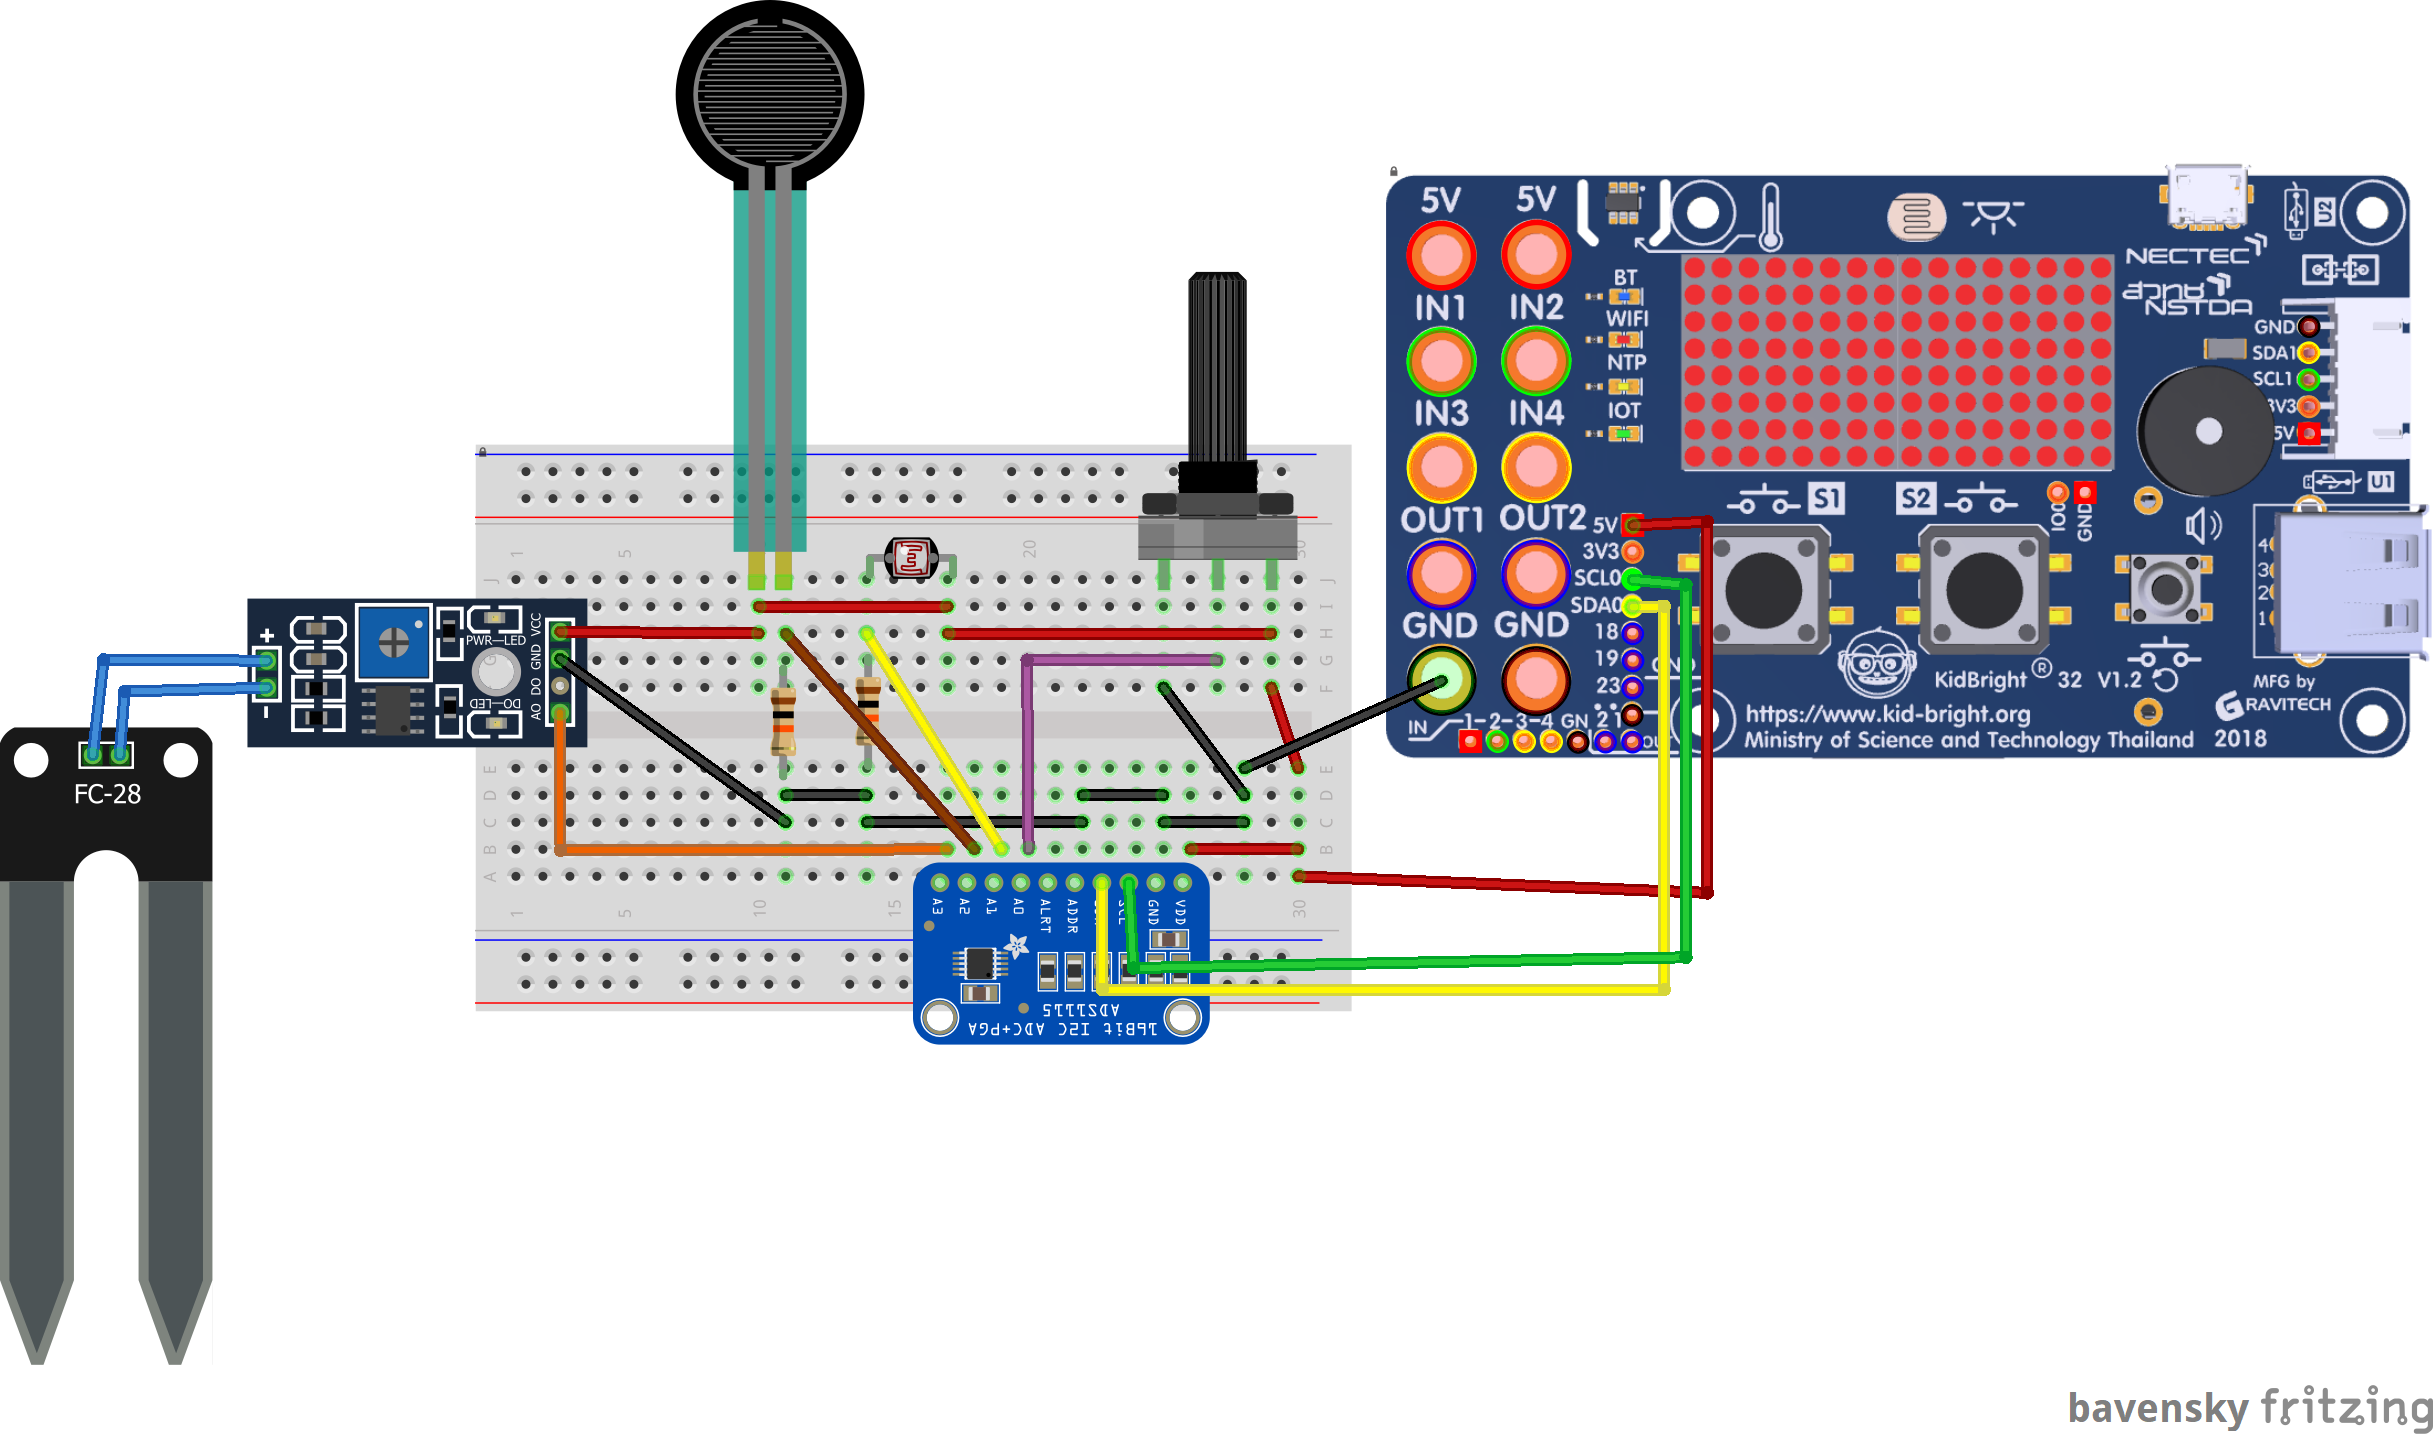 5V 5V
BT
IN1 IN2
WIFI
NTP
IN3 IN4
IOT
OUT1 OUT2
5V
3V3
SCL0
SDA0
GND GND
18
19
23
21
IN 1-2-3-4 GN
NECTEC
NSTDA
U2
GND
SDA1
SCL1
3V3
5V
U1
S1 S2
IO0
GND
4
3
2
1
KidBright ® 32 V1.2
https://www.kid-bright.org
Ministry of Science and Technology Thailand
MFG by
GRAVITECH
2018
1 5 20 30
J J
I I
H H
G G
F F
E E
D D
C C
B B
A
1 5 10 15 30
+
-
PWR-LED
DO-LED
VCC
GND
DO
AO
FC-28
A3 A2 A1 A0 ALRT ADDR SCL GND VDD
ADS1115
16Bit I2C ADC+PGA
bavensky fritzing